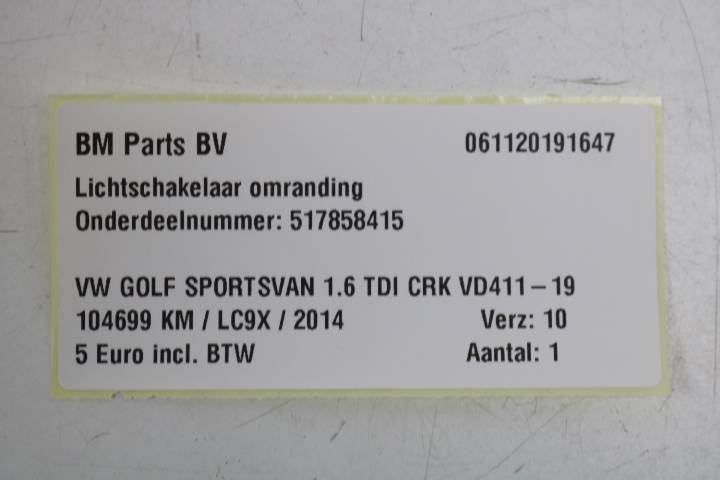 BM Parts BV 061120191647
Lichtschakelaar omranding
Onderdeelnummer: 517858415
VW GOLF SPORTSVAN 1.6 TDI CRK VD411-19
104699 KM / LC9X / 2014 Verz: 10
5 Euro incl. BTW Aantal: 1